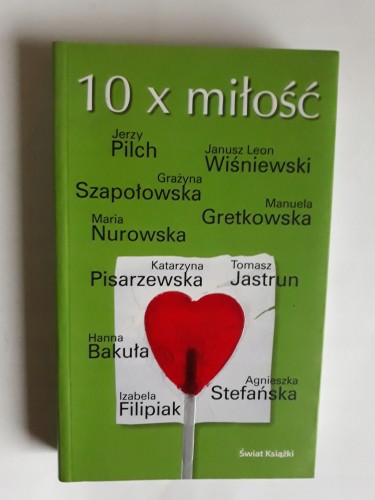 10 x miłość
Jerzy
Pilch
Janusz Leon
Wiśniewski
Grażyna
Szapołowska
Manuela
Gretkowska
Maria
Nurowska
Katarzyna
Pisarzewska
Tomasz
Jastrun
Hanna
Bakuła
Agnieszka
Stefańska
Izabela
Filipiak
Świat Książki